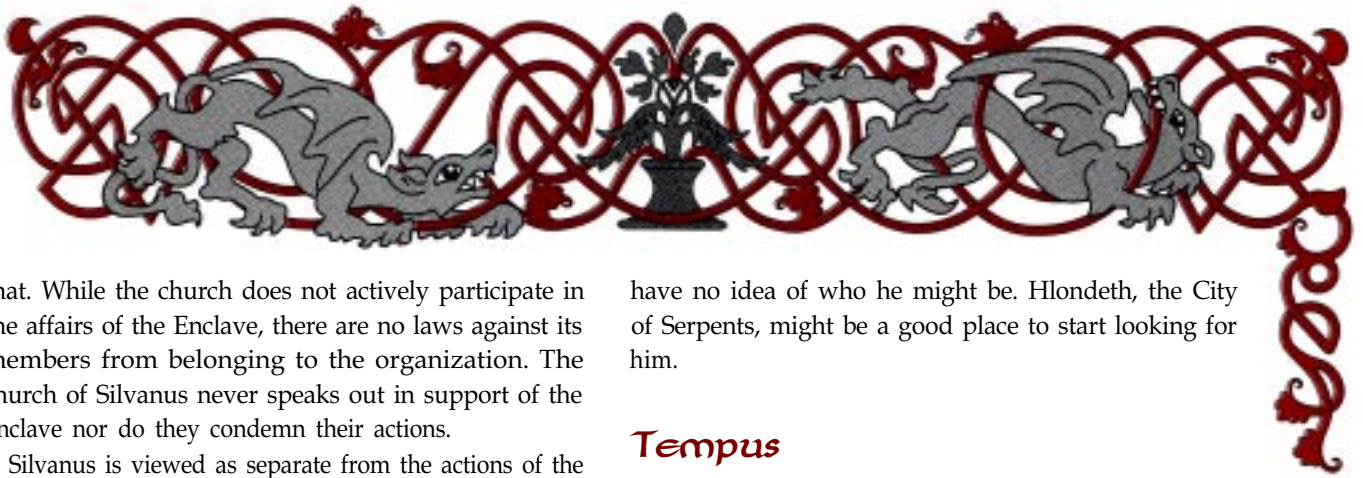 hat. While the church does not actively participate in
he affairs of the Enclave, there are no laws against its
members from belonging to the organization. The
hurch of Silvanus never speaks out in support of the
nclave nor do they condemn their actions.
Silvanus is viewed as separate from the actions of the
have no idea of who he might be. Hlondeth, the City
of Serpents, might be a good place to start looking for
him.
Tempus